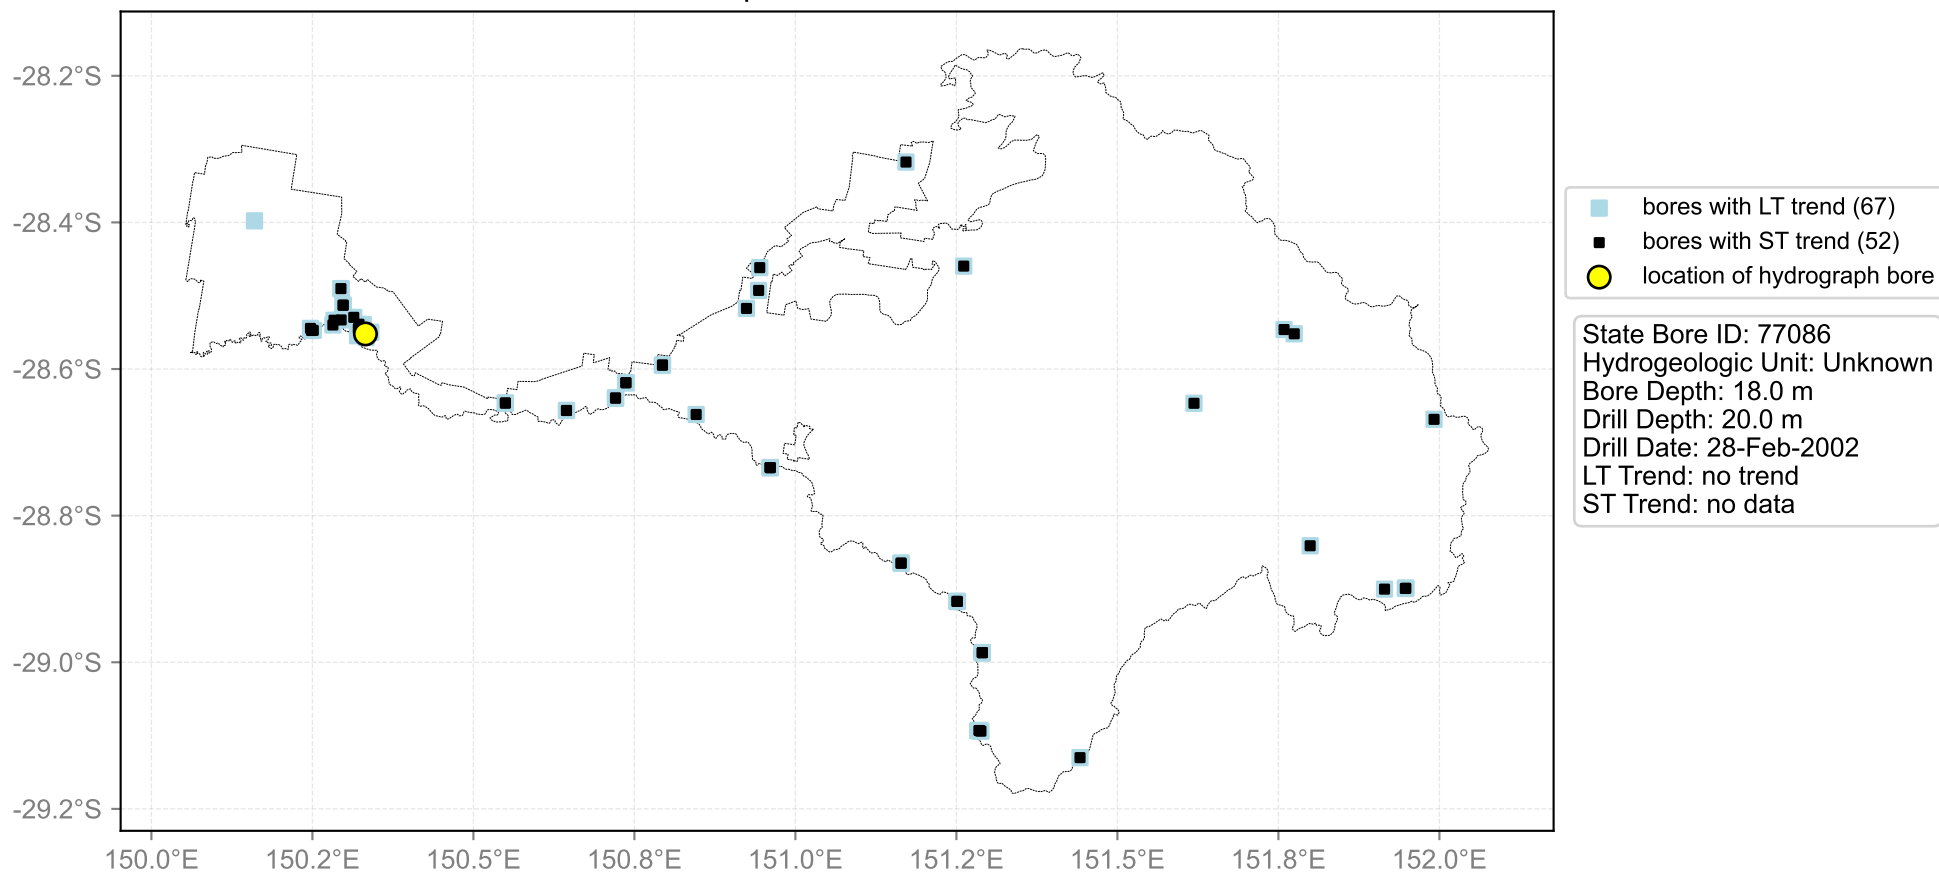 -28.2°S
-28.4°S
-28.6°S
-28.8°S
-29.0°S
-29.2°S
150.0°E
150.2°E
150.5°E
150.8°E
151.0°E
151.2°E
151.5°E
151.8°E
152.0°E
bores with LT trend (67)
bores with ST trend (52)
location of hydrograph bore
State Bore ID: 77086
Hydrogeologic Unit: Unknown
Bore Depth: 18.0 m
Drill Depth: 20.0 m
Drill Date: 28-Feb-2002
LT Trend: no trend
ST Trend: no data